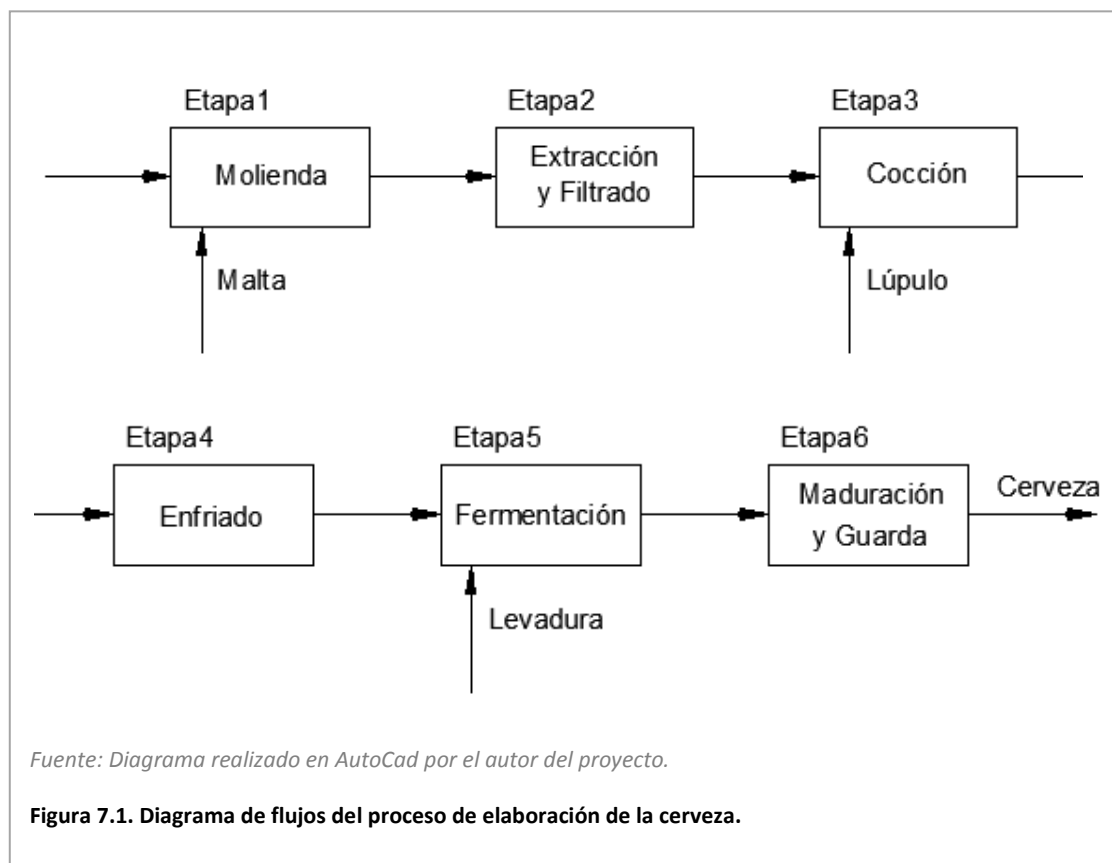 Etapa1
Etapa2
Etapa3
Molienda
Extracción
y Filtrado
Cocción
Malta
Lúpulo
Etapa4
Etapa5
Etapa6
Enfriado
Fermentación
Maduración
y Guarda
Cerveza
Levadura
Fuente: Diagrama realizado en AutoCad por el autor del proyecto.
Figura 7.1. Diagrama de flujos del proceso de elaboración de la cerveza.